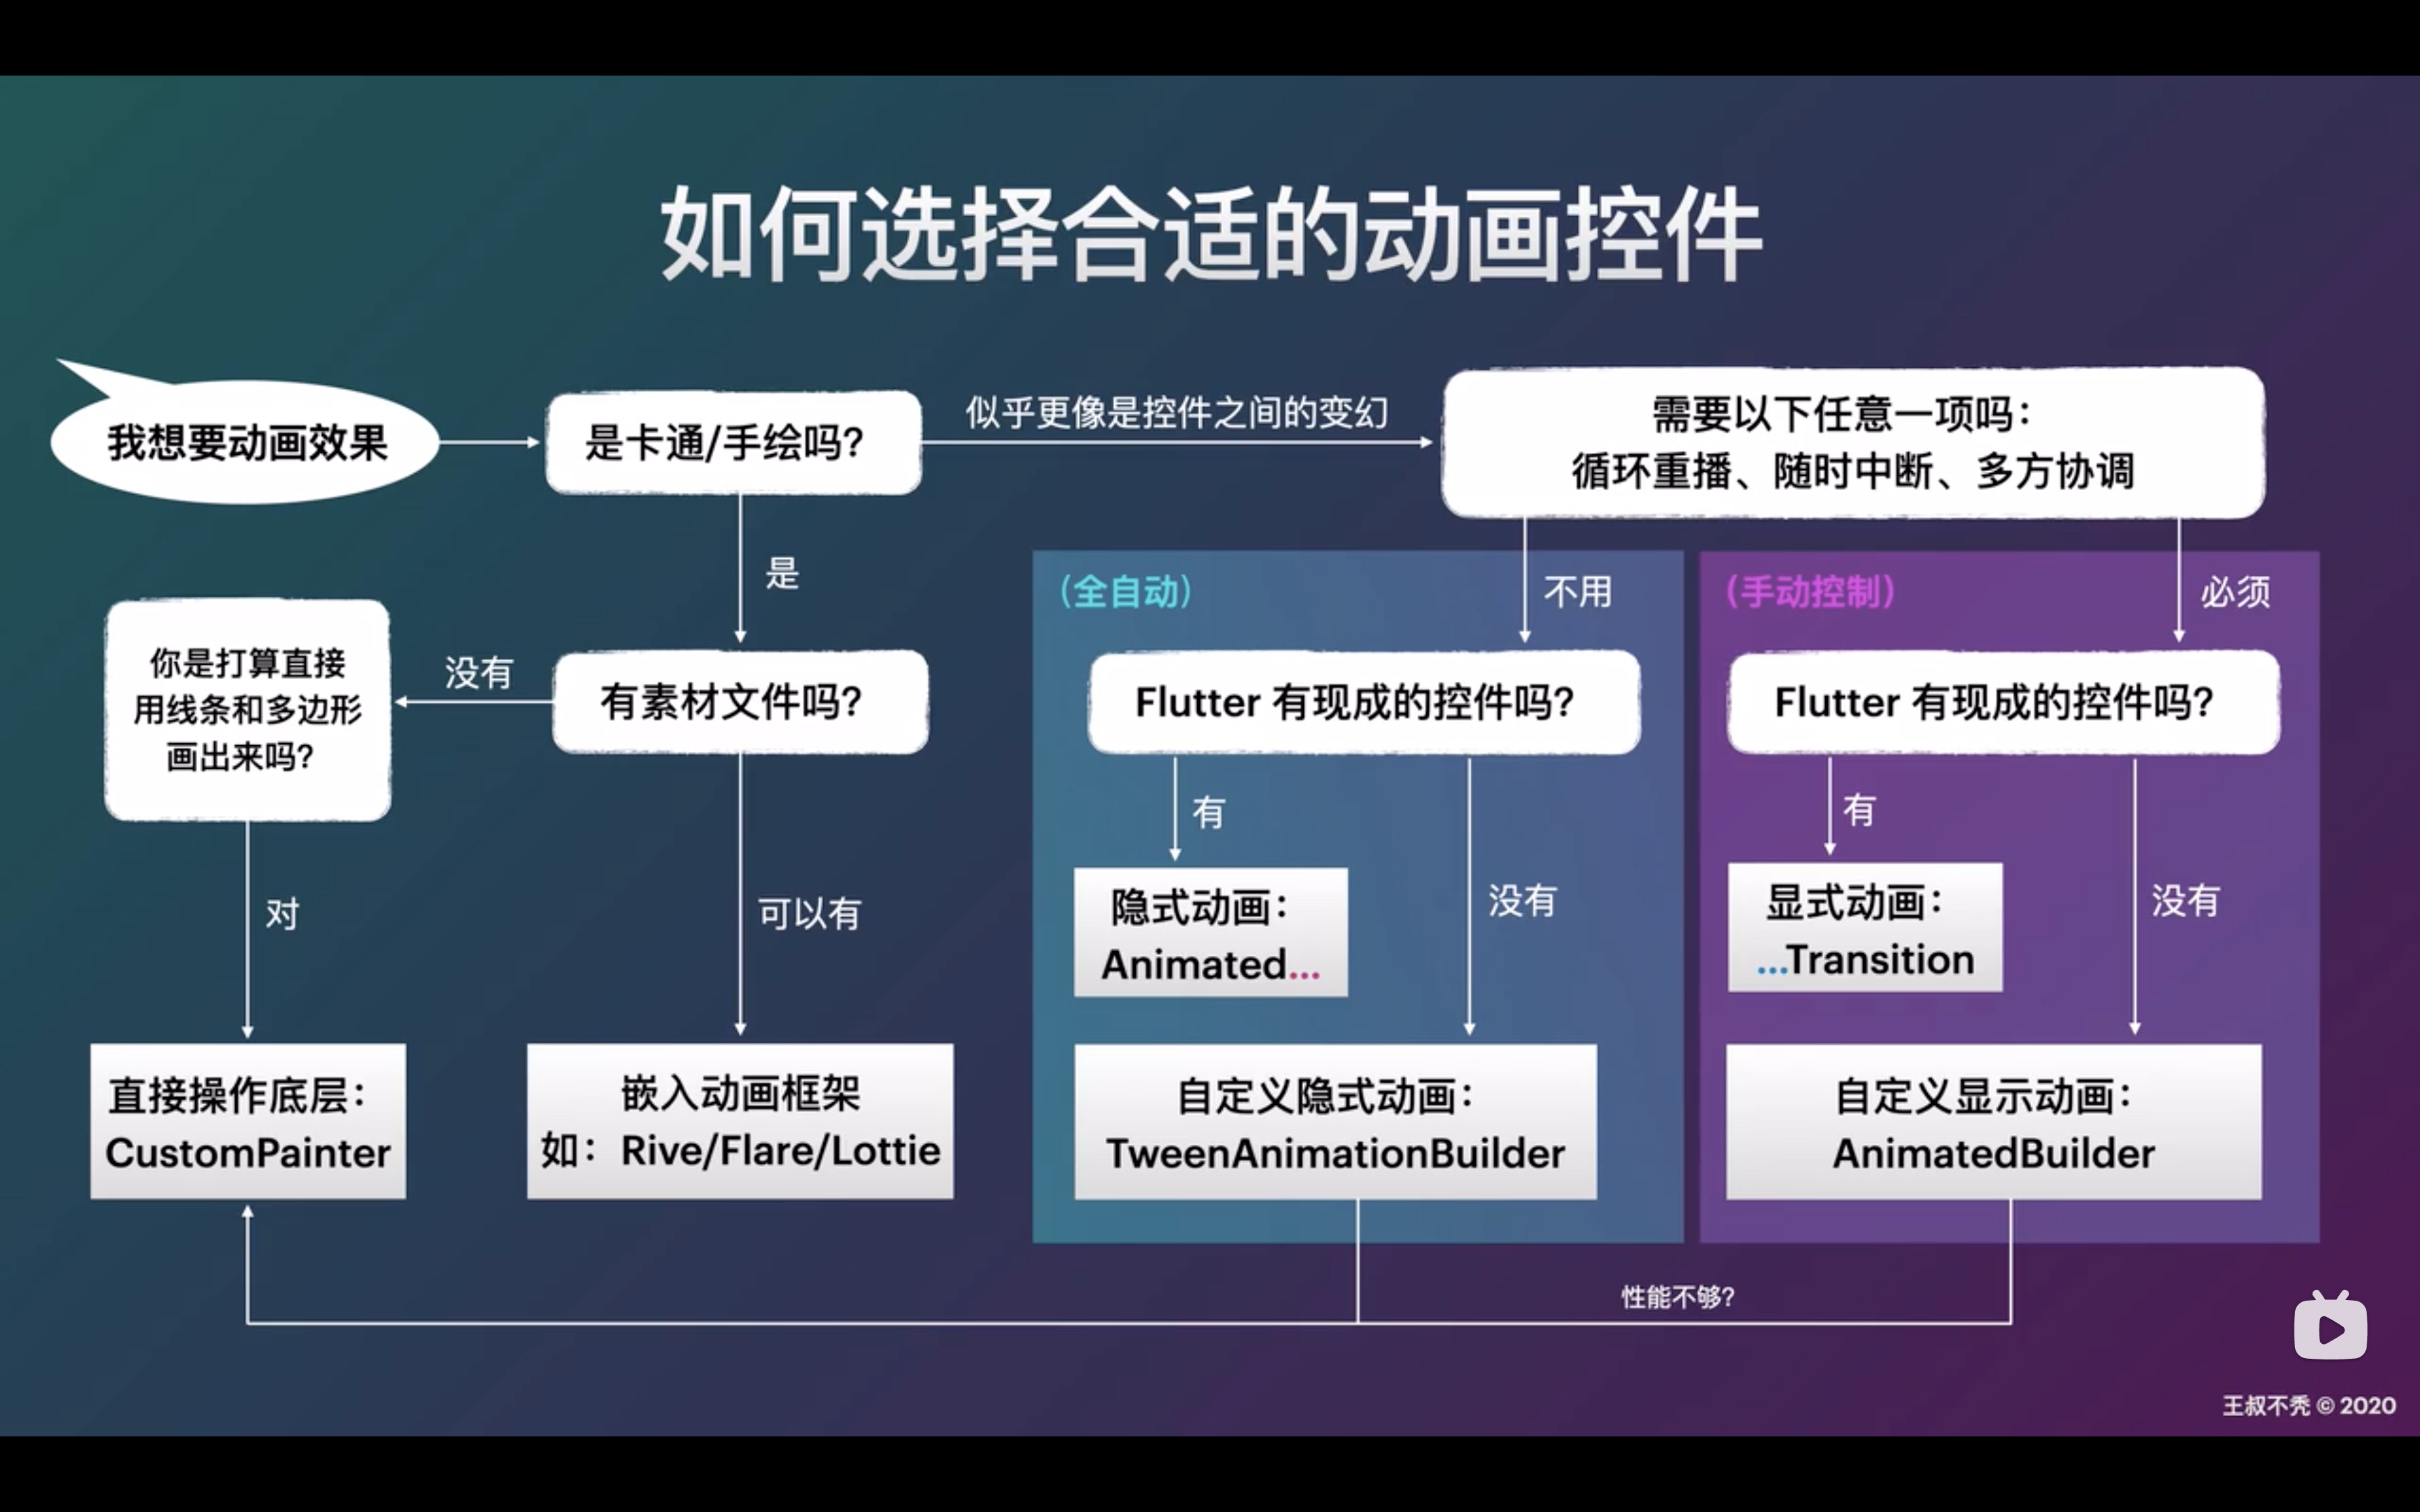 如何选择合适的动画控件
我想要动画效果
是卡通/手绘吗?
似乎更像是控件之间的变幻
需要以下任意一项吗:
循环重播、随时中断、多方协调
是
(全自动)
不用
(手动控制)
必须
你是打算直接
用线条和多边形
画出来吗?
没有
有素材文件吗?
Flutter 有现成的控件吗?
Flutter 有现成的控件吗?
有
有
对
可以有
隐式动画:
Animated...
没有
显式动画:
...Transition
没有
直接操作底层:
CustomPainter
嵌入动画框架
如: Rive/Flare/Lottie
自定义隐式动画:
TweenAnimationBuilder
自定义显示动画:
AnimatedBuilder
性能不够?
王叔不秃 © 2020